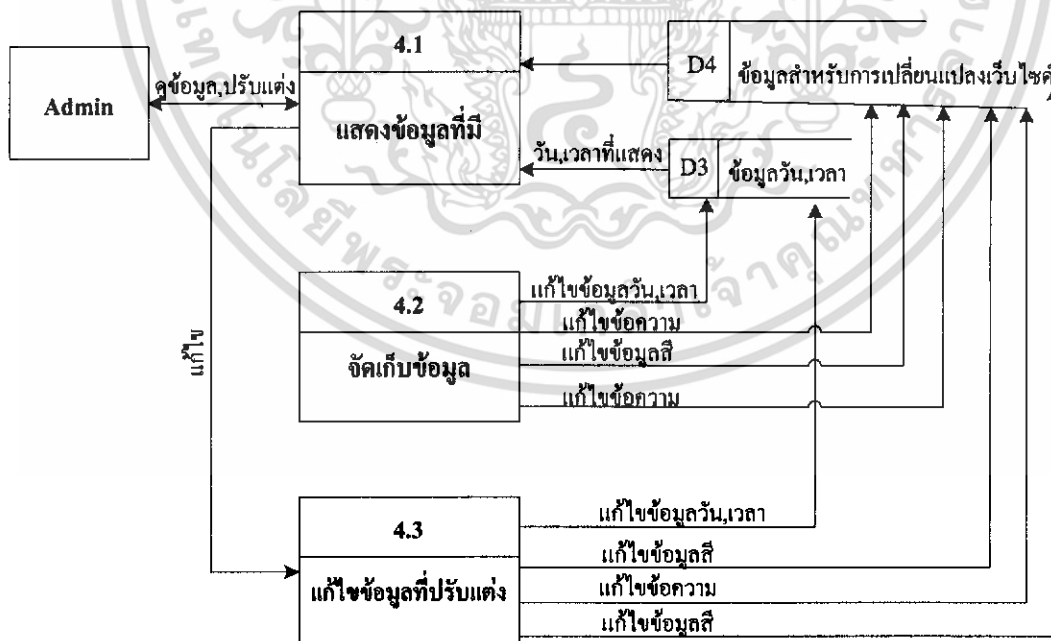 4.1
D4
ข้อมูลสำหรับการเปลี่ยนแปลงเว็บไซต์
Admin
ดูข้อมูล,ปรับแต่ง
แสดงข้อมูลที่มี
วัน,เวลาที่แสดง
D3
ข้อมูลวัน,เวลา
4.2
แก้ไขข้อมูลวัน,เวลา
แก้ไขข้อความ
แก้ไข
จัดเก็บข้อมูล
แก้ไขข้อมูลสี
แก้ไขข้อความ
4.3
แก้ไขข้อมูลวัน,เวลา
แก้ไขข้อมูลสี
แก้ไขข้อมูลที่ปรับแต่ง
แก้ไขข้อความ
แก้ไขข้อมูลสี